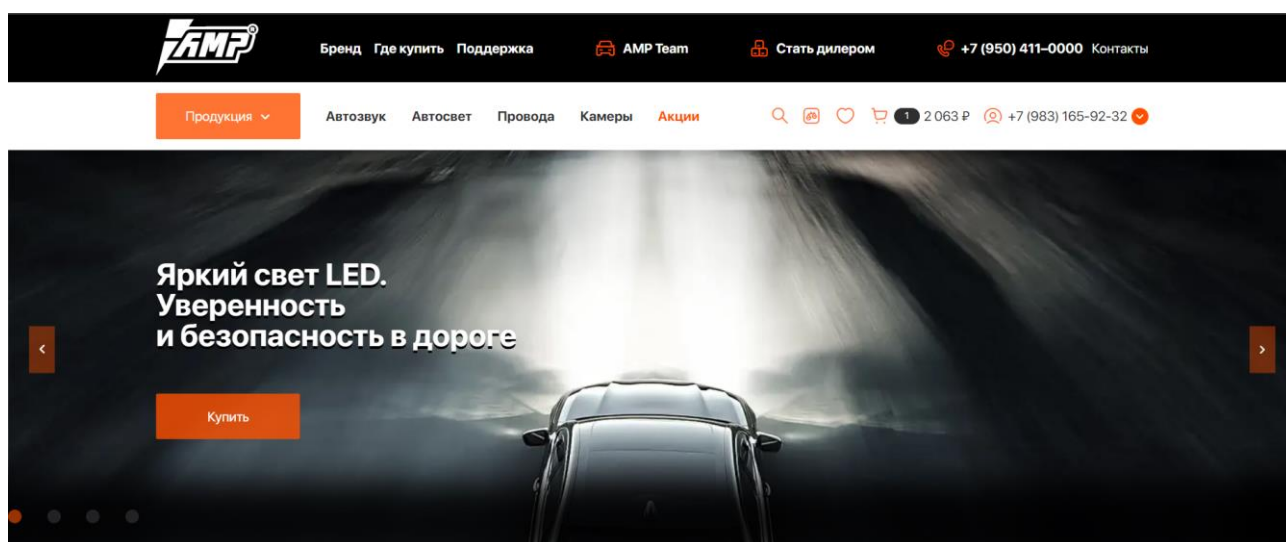 AMP®
Бренд Где купить Поддержка AMP Team Стать дилером +7 (950) 411–0000 Контакты
Продукция Автозвук Автосвет Провода Камеры Акции 1 2 063 ₽ +7 (983) 165-92-32
Яркий свет LED.
Уверенность
и безопасность в дороге
Купить